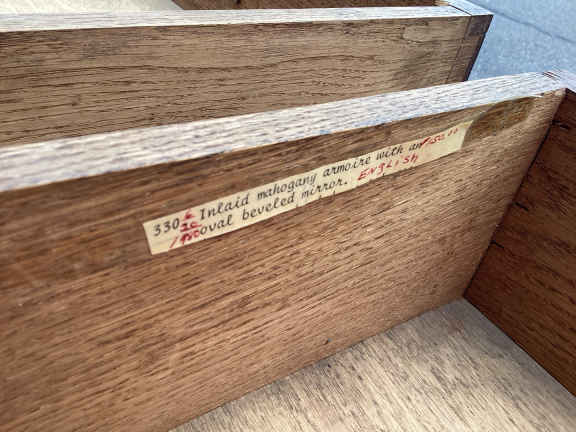 330 Inlaid mahogany armoire with an
oval beveled mirror. ENGLISH